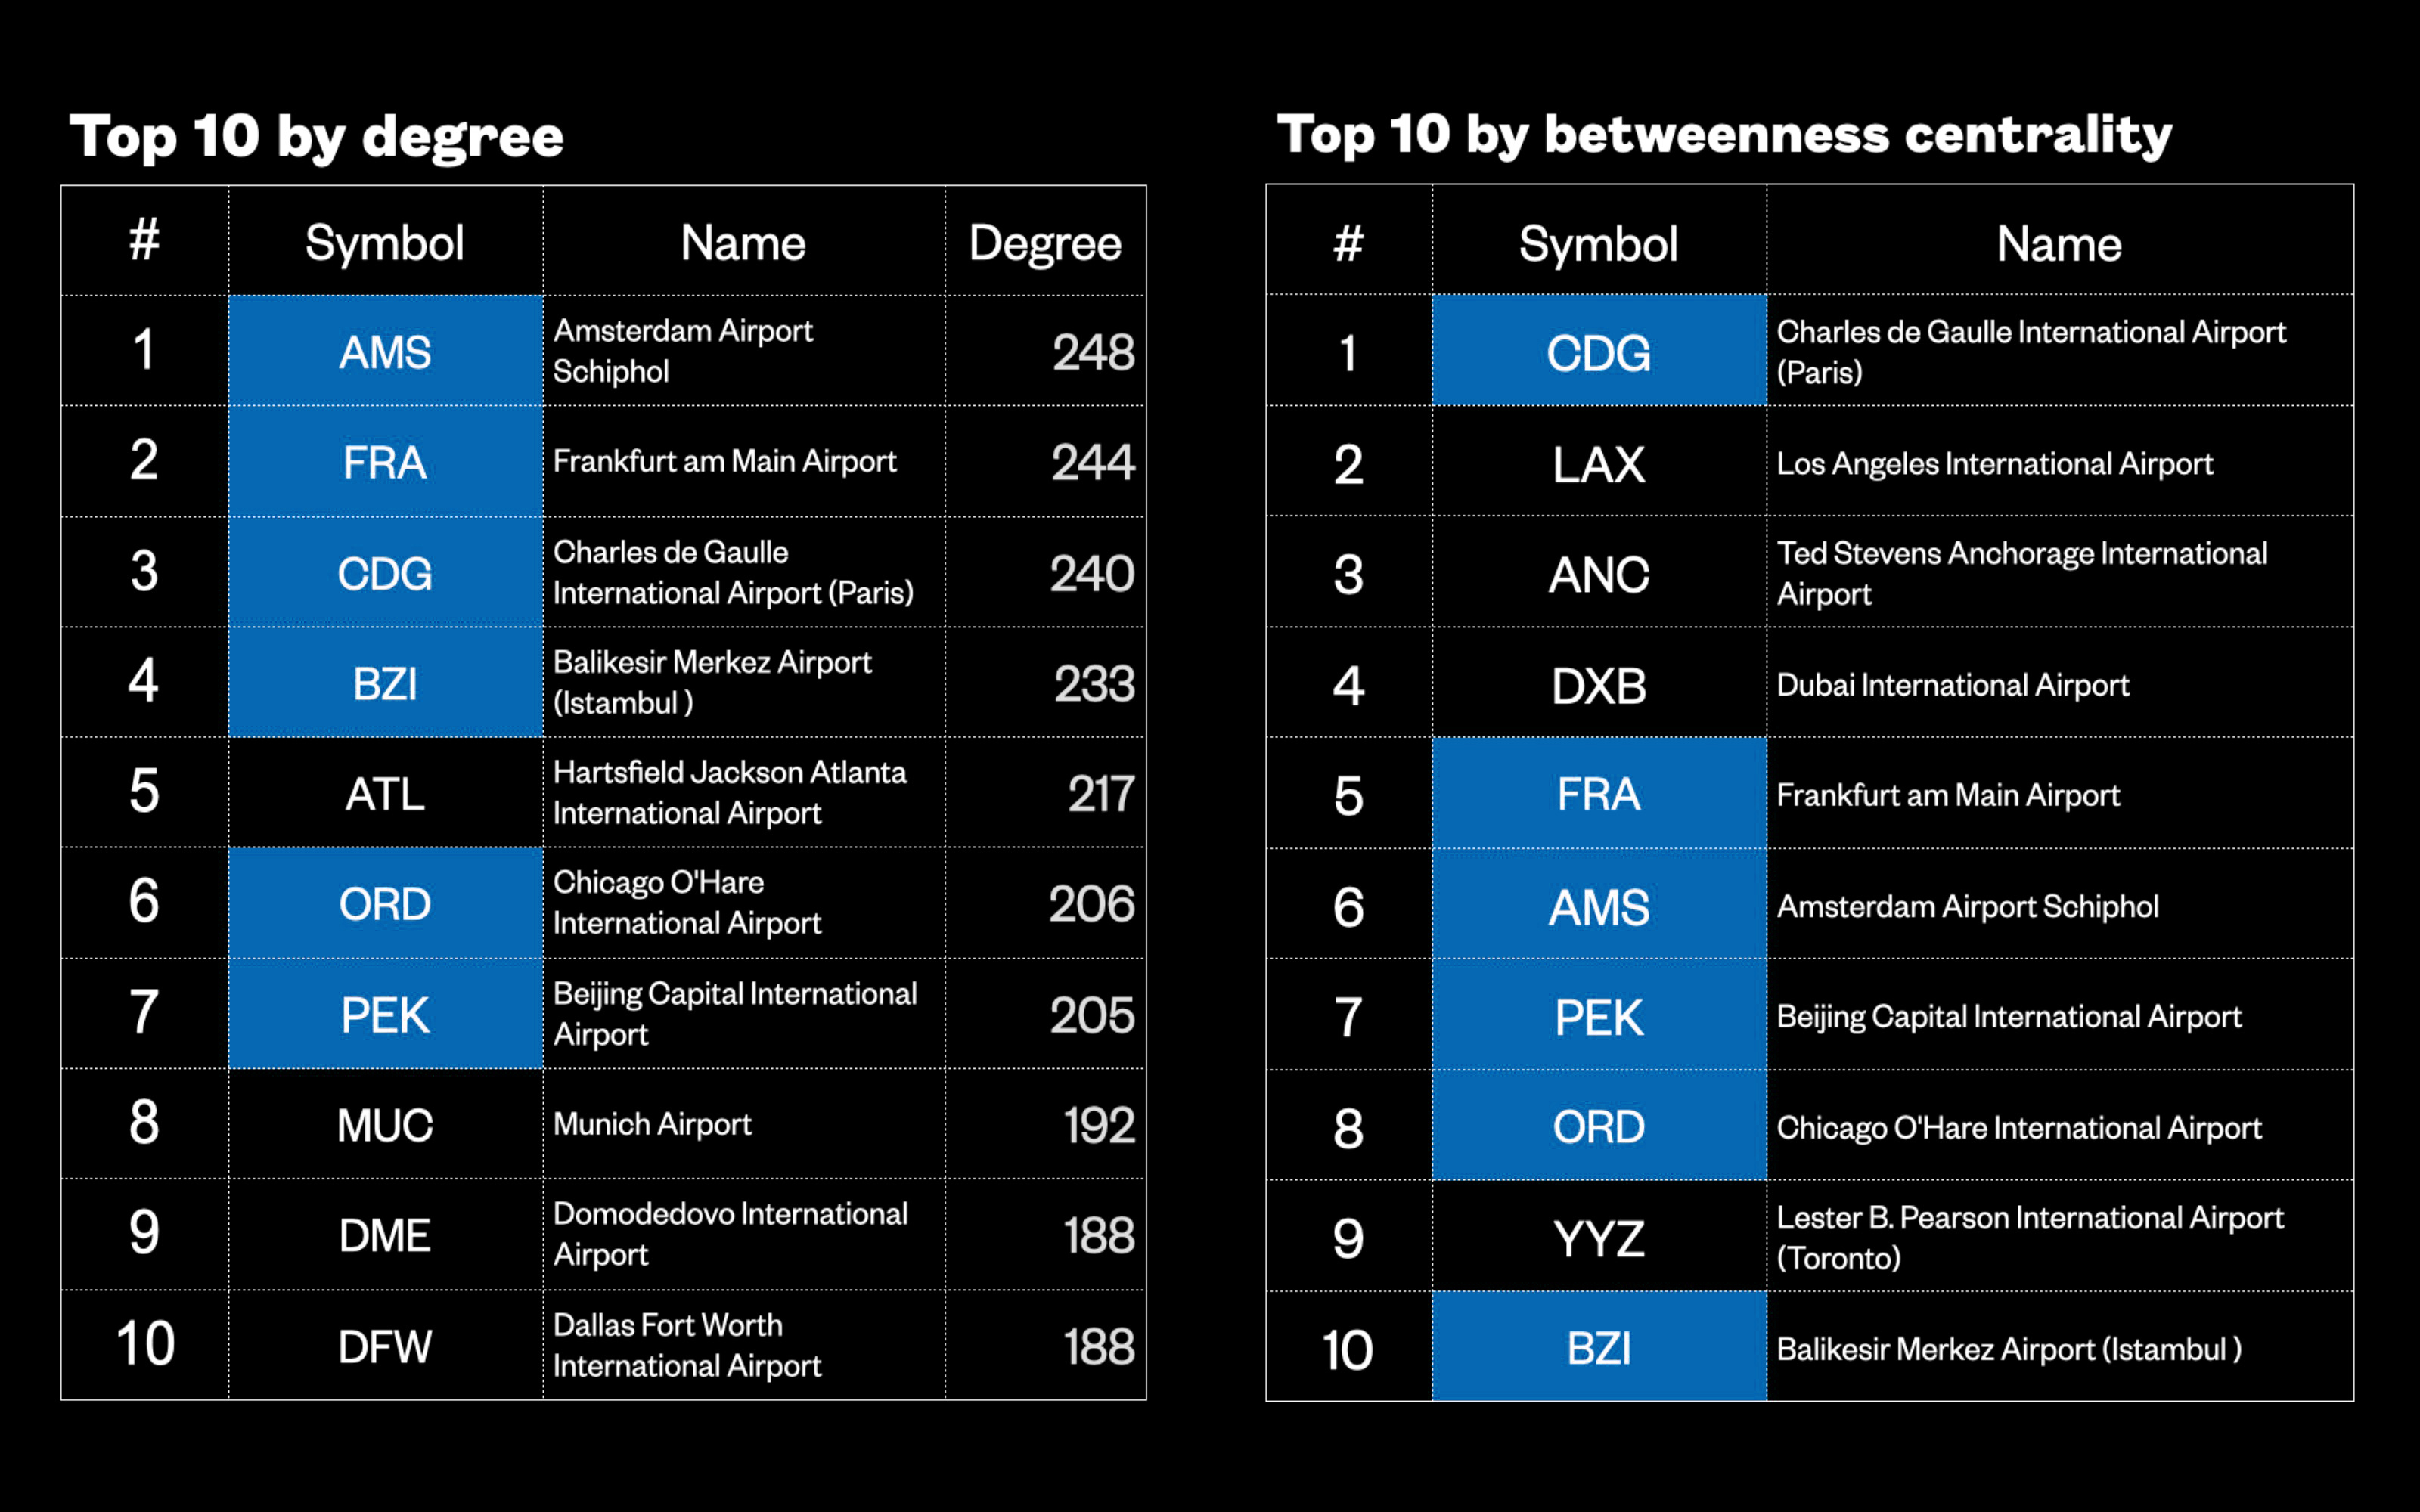 Top 10 by degree
# Symbol Name Degree
1 AMS Amsterdam Airport
Schiphol 248
2 FRA Frankfurt am Main Airport 244
3 CDG Charles de Gaulle
International Airport (Paris) 240
4 BZI Balikesir Merkez Airport
(Istambul ) 233
5 ATL Hartsfield Jackson Atlanta
International Airport 217
6 ORD Chicago O'Hare
International Airport 206
7 PEK Beijing Capital International
Airport 205
8 MUC Munich Airport 192
9 DME Domodedovo International
Airport 188
10 DFW Dallas Fort Worth
International Airport 188
Top 10 by betweenness centrality
# Symbol Name
1 CDG Charles de Gaulle International Airport
(Paris)
2 LAX Los Angeles International Airport
3 ANC Ted Stevens Anchorage International
Airport
4 DXB Dubai International Airport
5 FRA Frankfurt am Main Airport
6 AMS Amsterdam Airport Schiphol
7 PEK Beijing Capital International Airport
8 ORD Chicago O'Hare International Airport
9 YYZ Lester B. Pearson International Airport
(Toronto)
10 BZI Balikesir Merkez Airport (Istambul )